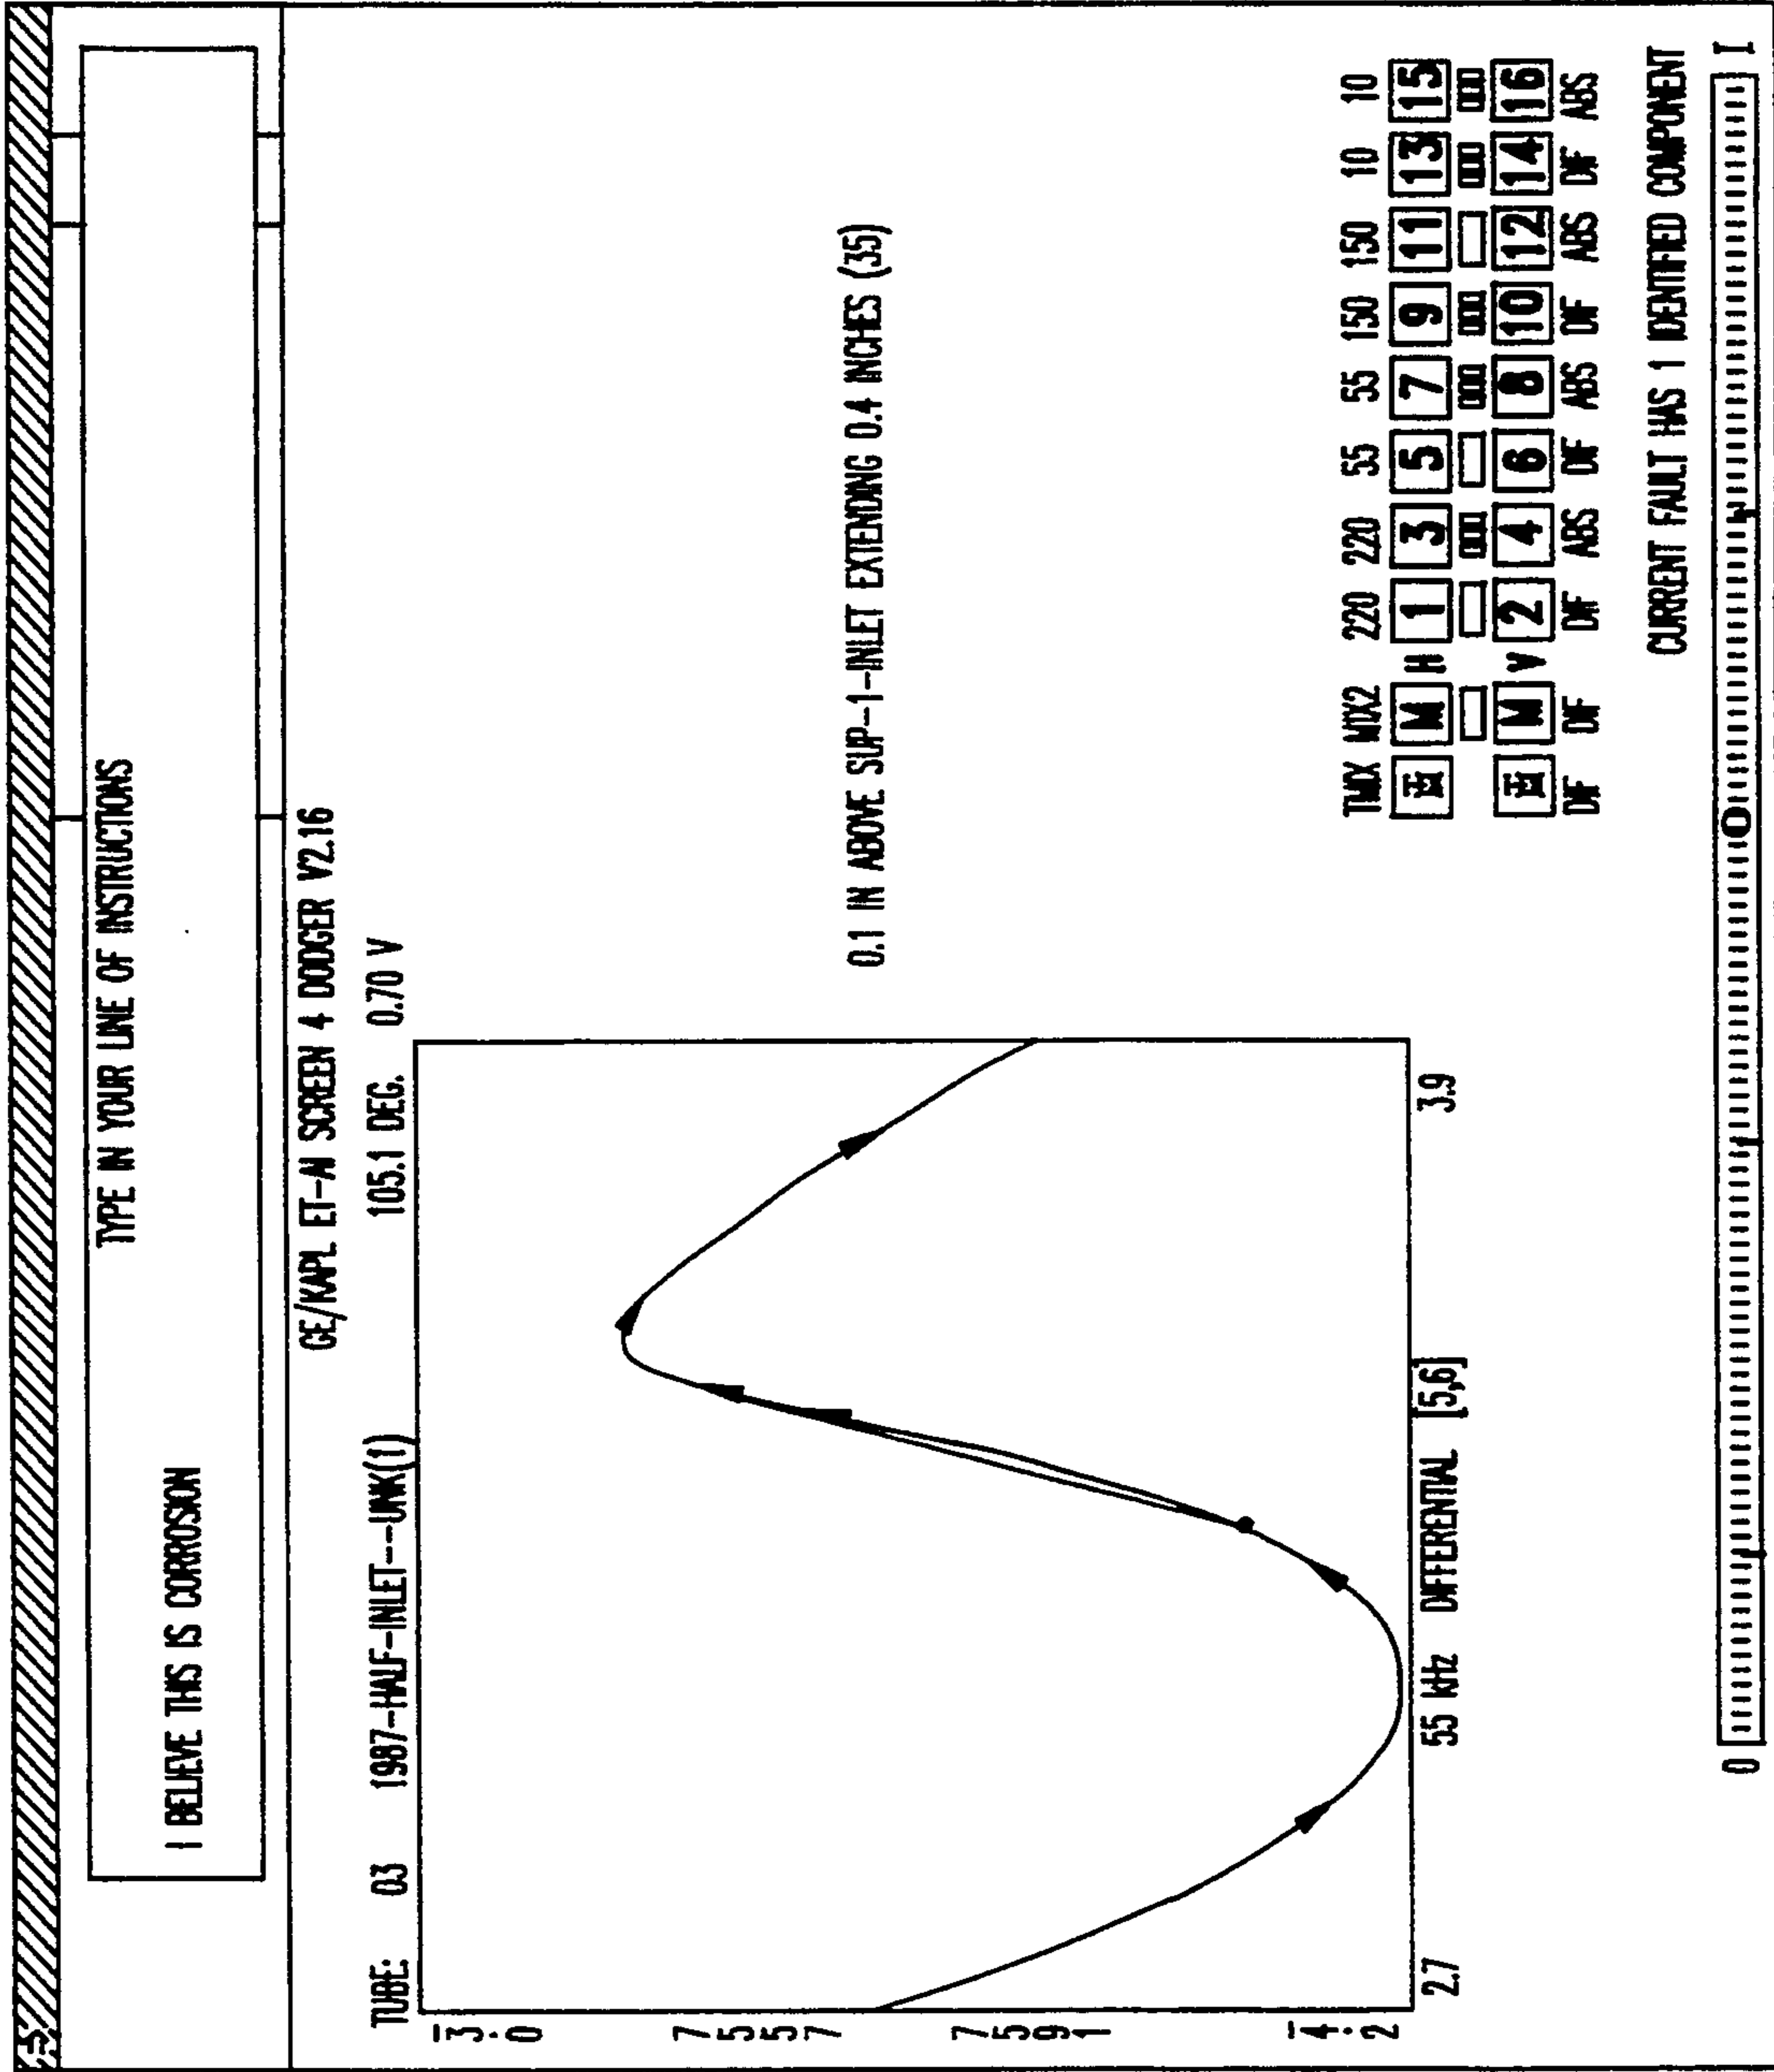 TYPE IN YOUR LINE OF INSTRUCTIONS
I BELIEVE THIS IS CORROSION
GE/KAPL ET-AI SCREEN 4 DODGER V2.16
TUBE: 03 1987-HALF-INLET--UNK(1) 105.1 DEG. 0.70 V
-3.0
7557
7591
-4.2
2.7 55 kHz DIFFERENTIAL [5,6] 3.9
0.1 IN ABOVE SUP-1-INLET EXTENDING 0.4 INCHES (35)
TMIX MIX2 220 220 55 55 150 150 10 10
M H 1 3 5 7 9 11 13 15
M V 2 4 6 8 10 12 14 16
DIF DIF DIF ABS DIF ABS DIF ABS DIF ABS
CURRENT FAULT HAS 1 IDENTIFIED COMPONENT
0 O I